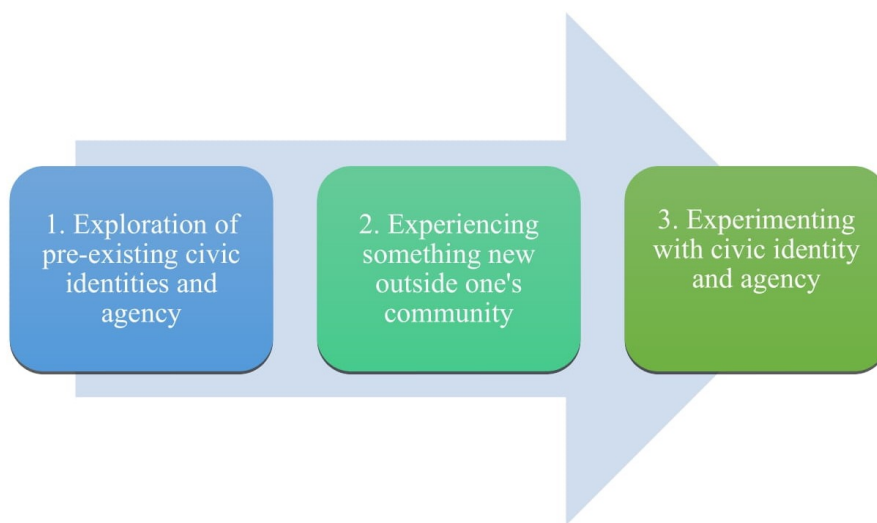 1. Exploration of
pre-existing civic
identities and
agency
2. Experiencing
something new
outside one's
community
3. Experimenting
with civic identity
and agency